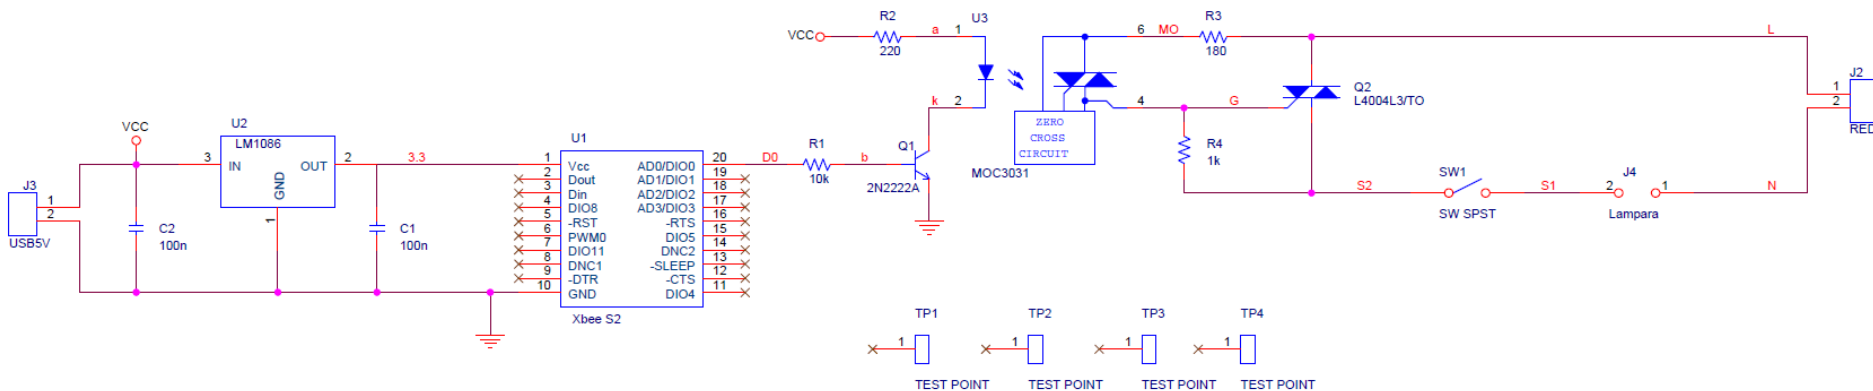 R2
U3
R3
VCC
a
1
6
MO
L
220
180
J2
Q2
1
L4004L3/TO
2
k
2
4
G
RED
VCC
U2
ZERO
CROSS
CIRCUIT
R4
1k
LM1086
U1
R1
Q1
3
IN
OUT
2
3.3
1
Vcc
AD0/DIO0
20
D0
b
MOC3031
GND
2
Dout
AD1/DIO1
19
10k
2N2222A
SW1
J4
J3
3
Din
AD2/DIO2
18
S2
S1
2
1
N
1
4
DIO8
AD3/DIO3
17
SW SPST
Lampara
2
1
5
-RST
-RTS
16
C2
C1
6
PWM0
DIO5
15
USB5V
100n
100n
7
DIO11
DNC2
14
8
DNC1
-SLEEP
13
9
-DTR
-CTS
12
10
GND
DIO4
11
Xbee S2
TP1
TP2
TP3
TP4
1
1
1
1
TEST POINT
TEST POINT
TEST POINT
TEST POINT